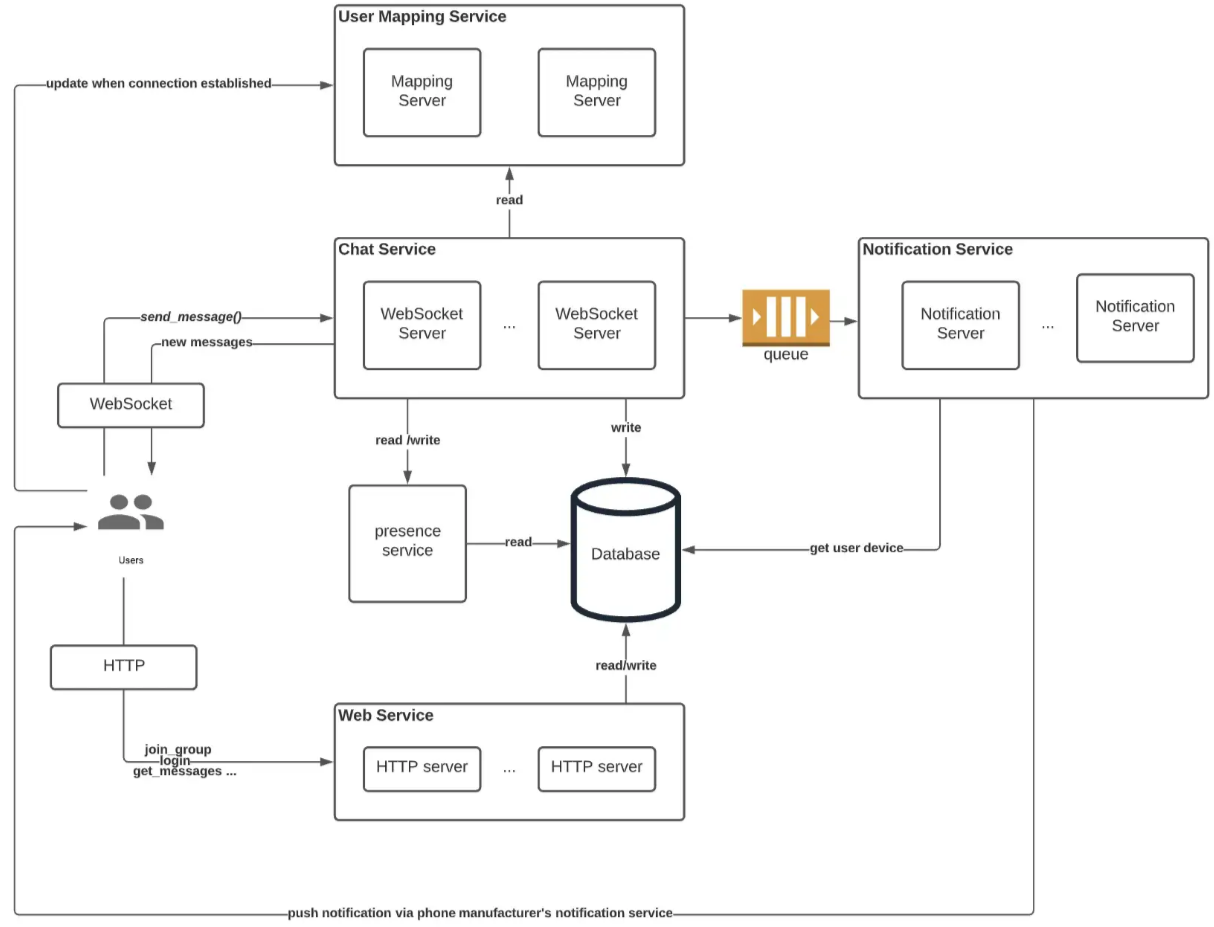 User Mapping Service
Mapping
Server
Mapping
Server
update when connection established
read
Chat Service
WebSocket
Server
...
WebSocket
Server
Notification Service
Notification
Server
...
Notification
Server
queue
send_message()
new messages
WebSocket
read /write
write
presence
service
read
Database
get user device
Users
HTTP
read/write
join_group
login
get_messages ...
Web Service
HTTP server
...
HTTP server
push notification via phone manufacturer's notification service